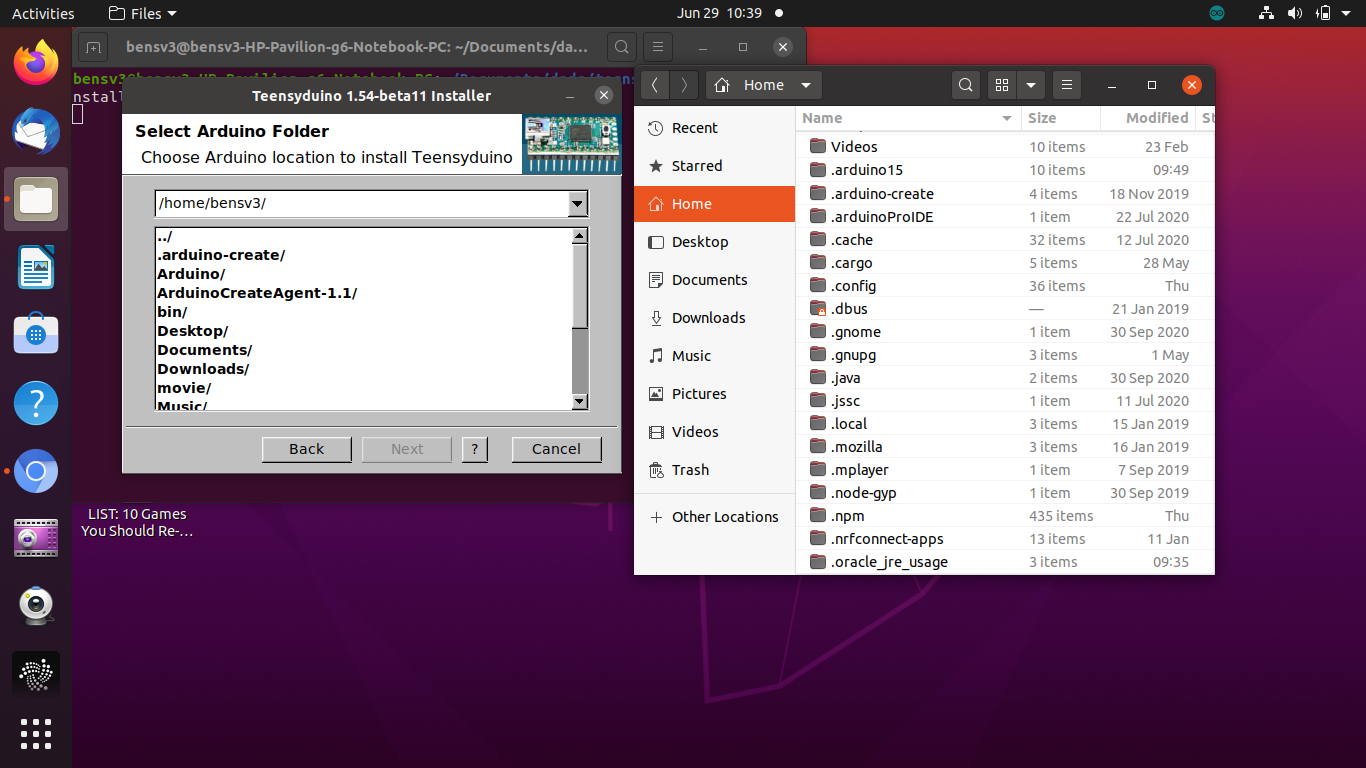 Activities
Files
Jun 29 10:39
bensv3@bensv3-HP-Pavilion-g6-Notebook-PC: ~/Documents/da…
nstall
Teensyduino 1.54-beta11 Installer
Select Arduino Folder
Choose Arduino location to install Teensyduino
/home/bensv3/
../
.arduino-create/
Arduino/
ArduinoCreateAgent-1.1/
bin/
Desktop/
Documents/
Downloads/
movie/
Music/
Back
Next
?
Cancel
LIST: 10 Games
You Should Re-…
Home
Recent
Starred
Home
Desktop
Documents
Downloads
Music
Pictures
Videos
Trash
+ Other Locations
Name Size Modified St
Videos 10 items 23 Feb
.arduino15 10 items 09:49
.arduino-create 4 items 18 Nov 2019
.arduinoProIDE 1 item 22 Jul 2020
.cache 32 items 12 Jul 2020
.cargo 5 items 28 May
.config 36 items Thu
.dbus — 21 Jan 2019
.gnome 1 item 30 Sep 2020
.gnupg 3 items 1 May
.java 2 items 30 Sep 2020
.jssc 1 item 11 Jul 2020
.local 3 items 15 Jan 2019
.mozilla 3 items 16 Jan 2019
.mplayer 1 item 7 Sep 2019
.node-gyp 1 item 30 Sep 2019
.npm 435 items Thu
.nrfconnect-apps 13 items 11 Jan
.oracle_jre_usage 3 items 09:35